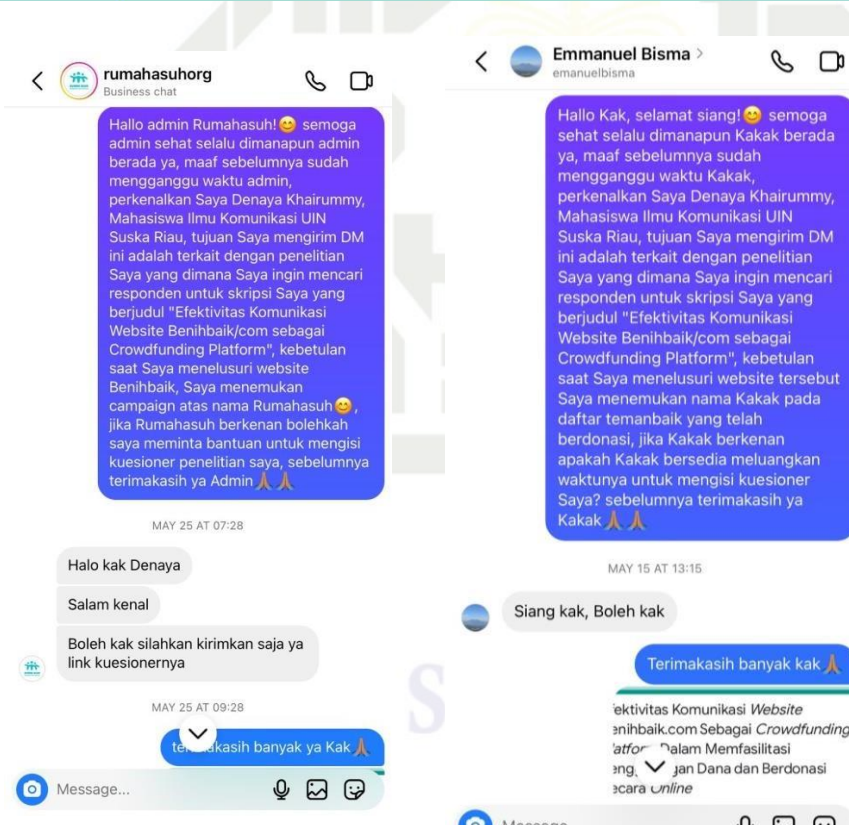 rumahasuhorg
Business chat
Hallo admin Rumahasuh!😊 semoga
admin sehat selalu dimanapun admin
berada ya, maaf sebelumnya sudah
mengganggu waktu admin,
perkenalkan Saya Denaya Khairummy,
Mahasiswa Ilmu Komunikasi UIN
Suska Riau, tujuan Saya mengirim DM
ini adalah terkait dengan penelitian
Saya yang dimana Saya ingin mencari
responden untuk skripsi Saya yang
berjudul "Efektivitas Komunikasi
Website Benihbaik/com sebagai
Crowdfunding Platform", kebetulan
saat Saya menelusuri website
Benihbaik, Saya menemukan
campaign atas nama Rumahasuh😊,
jika Rumahasuh berkenan bolehkah
saya meminta bantuan untuk mengisi
kuesioner penelitian saya, sebelumnya
terimakasih ya Admin🙏🏽🙏🏽
MAY 25 AT 07:28
Halo kak Denaya
Salam kenal
Boleh kak silahkan kirimkan saja ya
link kuesionernya
MAY 25 AT 09:28
banyak ya Kak🙏🏽
Message...
Emmanuel Bisma
emanuelbisma
Hallo Kak, selamat siang!😊 semoga
sehat selalu dimanapun Kakak berada
ya, maaf sebelumnya sudah
mengganggu waktu Kakak,
perkenalkan Saya Denaya Khairummy,
Mahasiswa Ilmu Komunikasi UIN
Suska Riau, tujuan Saya mengirim DM
ini adalah terkait dengan penelitian
Saya yang dimana Saya ingin mencari
responden untuk skripsi Saya yang
berjudul "Efektivitas Komunikasi
Website Benihbaik/com sebagai
Crowdfunding Platform", kebetulan
saat Saya menelusuri website tersebut
Saya menemukan nama Kakak pada
daftar temanbaik yang telah
berdonasi, jika Kakak berkenan
apakah Kakak bersedia meluangkan
waktunya untuk mengisi kuesioner
Saya? sebelumnya terimakasih ya
Kakak🙏🏽🙏🏽
MAY 15 AT 13:15
Siang kak, Boleh kak
Terimakasih banyak kak🙏🏽
Komunikasi Website
Sebagai Crowdfunding
Dalam Memfasilitasi
Dana dan Berdonasi
Online